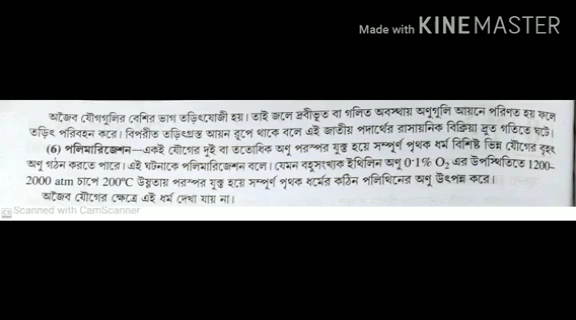 Made with KINEMASTER
অজৈব যৌগগুলির বেশির ভাগ তড়িৎযোজী হয়। তাই জলে দ্রবীভূত বা গলিত অবস্থায় অণুগুলি আয়নে পরিণত হয় ফলে
তড়িৎ পরিবহন করে। বিপরীত তড়িৎগ্রস্ত আয়ন রূপে থাকে বলে এই জাতীয় পদার্থের রাসায়নিক বিক্রিয়া দ্রুত গতিতে ঘটে।
(6) পলিমারিজেশন—একই যৌগের দুই বা ততোধিক অণু পরস্পর যুক্ত হয়ে সম্পূর্ণ পৃথক ধর্ম বিশিষ্ট ভিন্ন যৌগের বৃহৎ
অণু গঠন করতে পারে। এই ঘটনাকে পলিমারিজেশন বলে। যেমন বহুসংখ্যক ইথিলিন অণু 0·1% O₂ এর উপস্থিতিতে 1200–
2000 atm চাপে 200°C উষ্ণতায় পরস্পর যুক্ত হয়ে সম্পূর্ণ পৃথক ধর্মের কঠিন পলিথিনের অণু উৎপন্ন করে।
অজৈব যৌগের ক্ষেত্রে এই ধর্ম দেখা যায় না।
Scanned with CamScanner